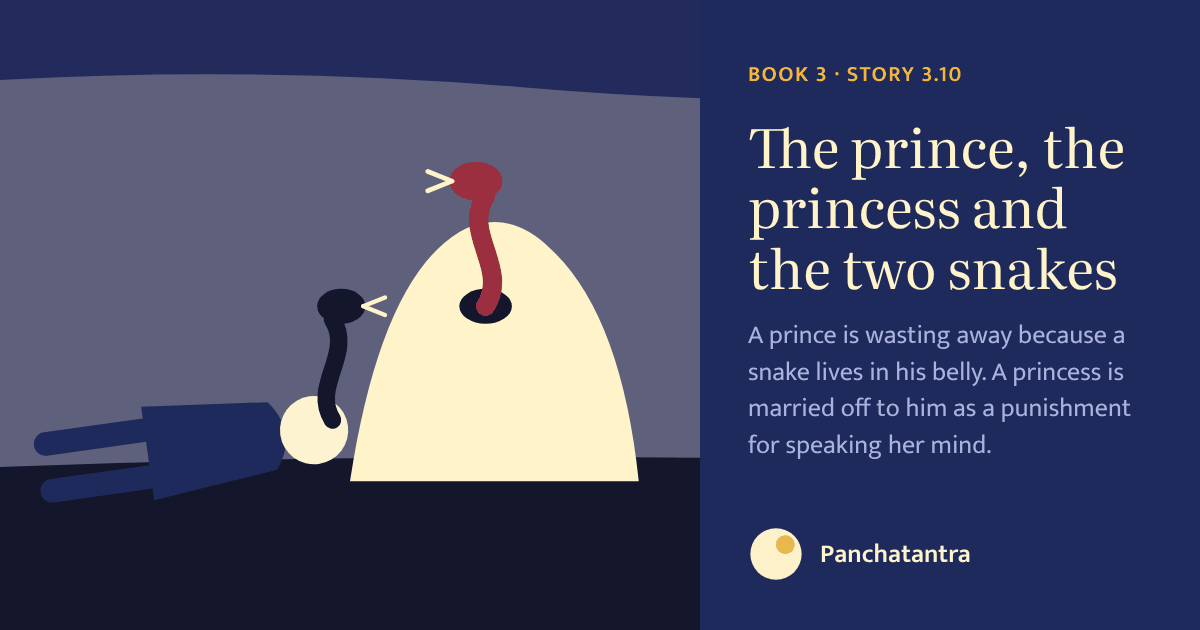 BOOK 3 · STORY 3.10
The prince, the
princess and
the two snakes
A prince is wasting away because a
snake lives in his belly. A princess is
married off to him as a punishment
for speaking her mind.
Panchatantra